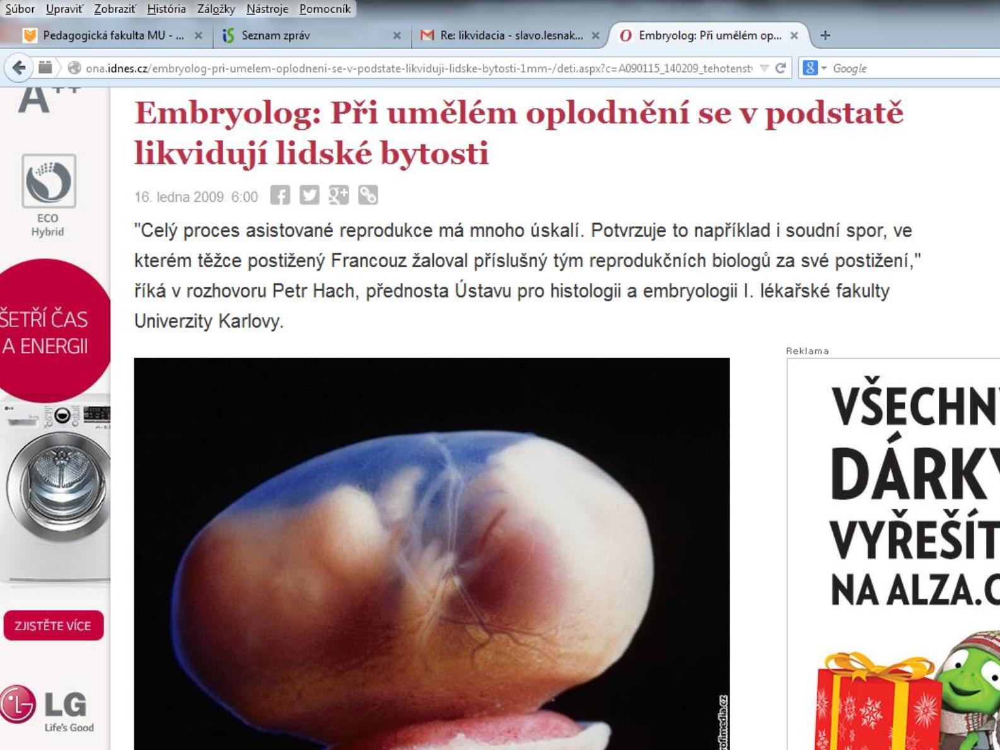 Súbor Upraviť Zobraziť História Záložky Nástroje Pomocník
Pedagogická fakulta MU - ...
Seznam zpráv
Re: likvidacia - slavo.lesnak...
Embryolog: Při umělém op...
ona.idnes.cz/embryolog-pri-umelem-oplodneni-se-v-podstate-likviduji-lidske-bytosti-1mm-/deti.aspx?c=A090115_140209_tehotenst
Google
A++
ECO
Hybrid
ŠETŘÍ ČAS
A ENERGII
ZJISTĚTE VÍCE
LG
Life's Good
Embryolog: Při umělém oplodnění se v podstatě
likvidují lidské bytosti
16. ledna 2009 6:00
"Celý proces asistované reprodukce má mnoho úskalí. Potvrzuje to například i soudní spor, ve
kterém těžce postižený Francouz žaloval příslušný tým reprodukčních biologů za své postižení,"
říká v rozhovoru Petr Hach, přednosta Ústavu pro histologii a embryologii I. lékařské fakulty
Univerzity Karlovy.
ofimedia.cz
Reklama
VŠECHN
DÁRKY
VYŘEŠÍT
NA ALZA.C